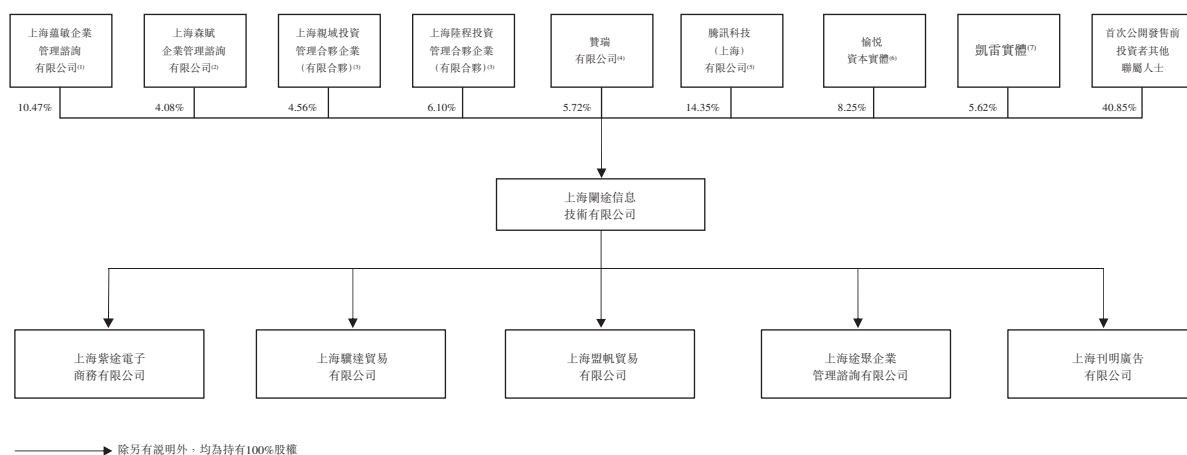 上海蘊敏企業
管理諮詢
有限公司(1)
上海森賦
企業管理諮詢
有限公司(2)
上海親域投資
管理合夥企業
(有限合夥)(3)
上海陸程投資
管理合夥企業
(有限合夥)(3)
贊瑞
有限公司(4)
騰訊科技
(上海)
有限公司(5)
愉悅
資本實體(6)
凱雷實體(7)
首次公開發售前
投資者其他
聯屬人士
10.47%
4.08%
4.56%
6.10%
5.72%
14.35%
8.25%
5.62%
40.85%
上海闌途信息
技術有限公司
上海紫途電子
商務有限公司
上海驥達貿易
有限公司
上海盟帆貿易
有限公司
上海途聚企業
管理諮詢有限公司
上海刊明廣告
有限公司
除另有說明外，均為持有100%股權